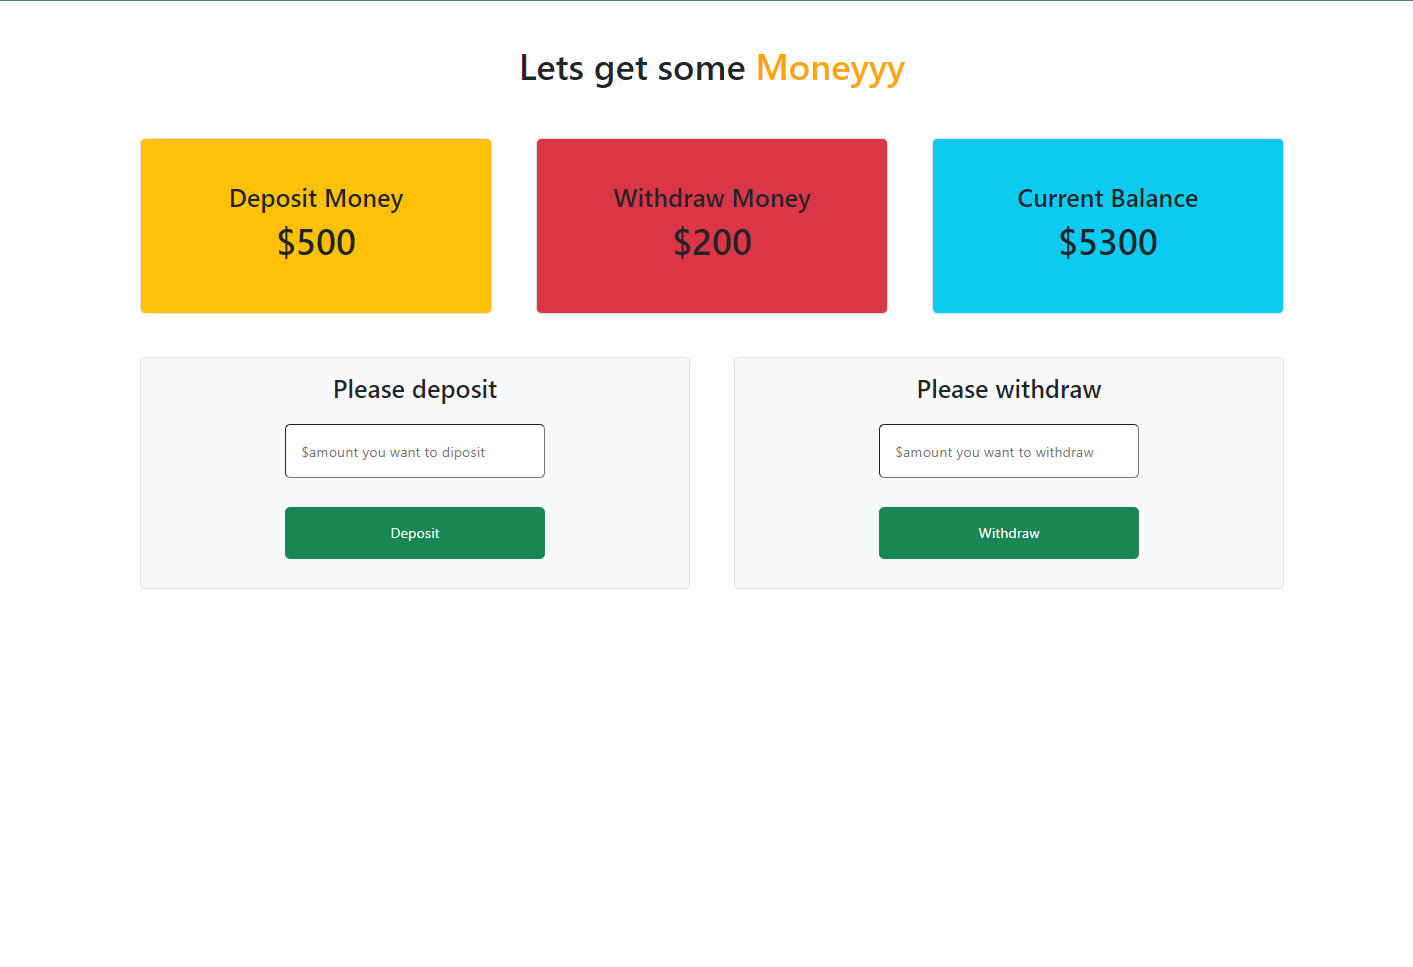 Lets get some Moneyyy
Deposit Money
$500
Withdraw Money
$200
Current Balance
$5300
Please deposit
$amount you want to diposit
Deposit
Please withdraw
$amount you want to withdraw
Withdraw